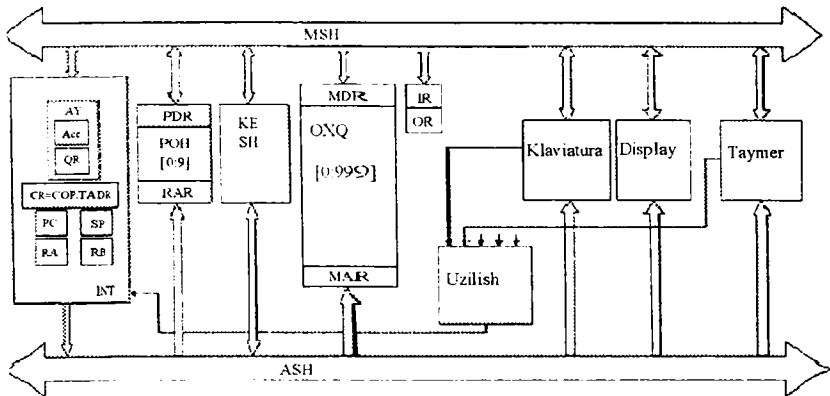 MSH
AY
Acc
QR
CR=COP.TADR
PC
SP
RA
RB
INT
PDR
POH
[0:9]
RAR
KE
SH
MDR
OXQ
[0:999]
MAR
IR
OR
Klaviatura
Display
Taymer
Uzilish
ASH